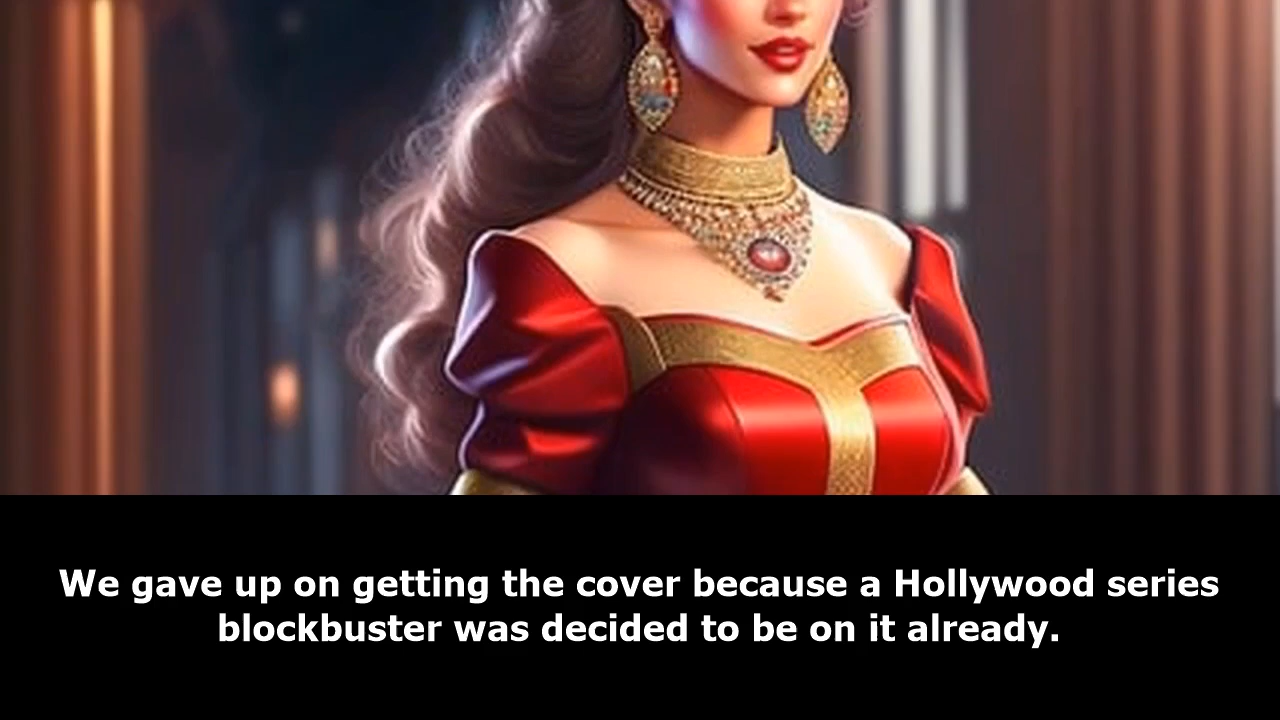 We gave up on getting the cover because a Hollywood series
blockbuster was decided to be on it already.